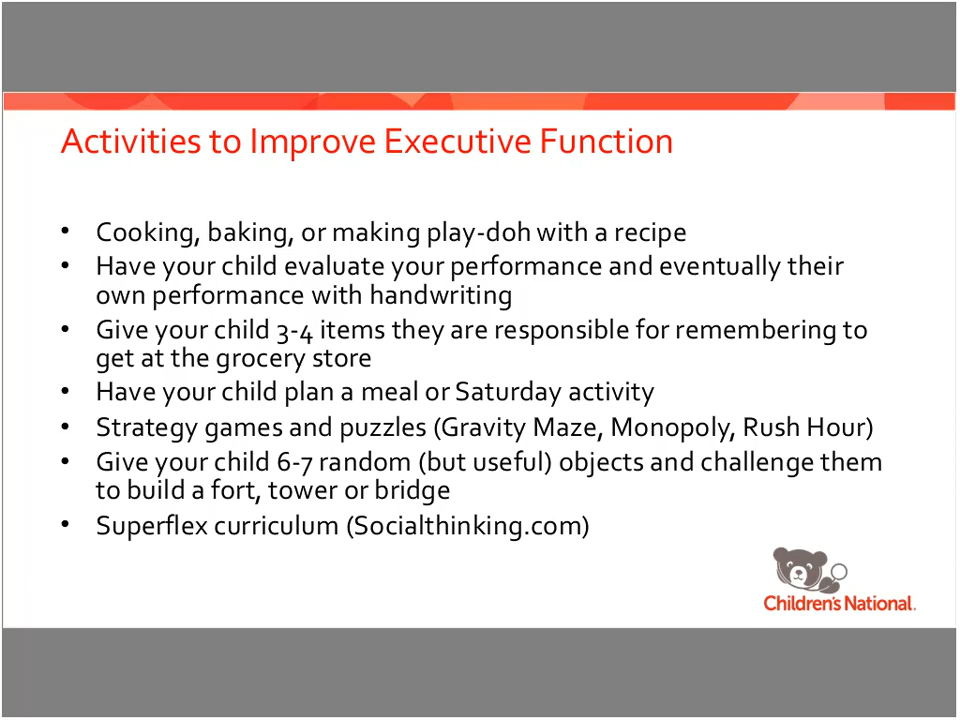 Activities to Improve Executive Function
• Cooking, baking, or making play-doh with a recipe
• Have your child evaluate your performance and eventually their
own performance with handwriting
• Give your child 3-4 items they are responsible for remembering to
get at the grocery store
• Have your child plan a meal or Saturday activity
• Strategy games and puzzles (Gravity Maze, Monopoly, Rush Hour)
• Give your child 6-7 random (but useful) objects and challenge them
to build a fort, tower or bridge
• Superflex curriculum (Socialthinking.com)
Children's National.